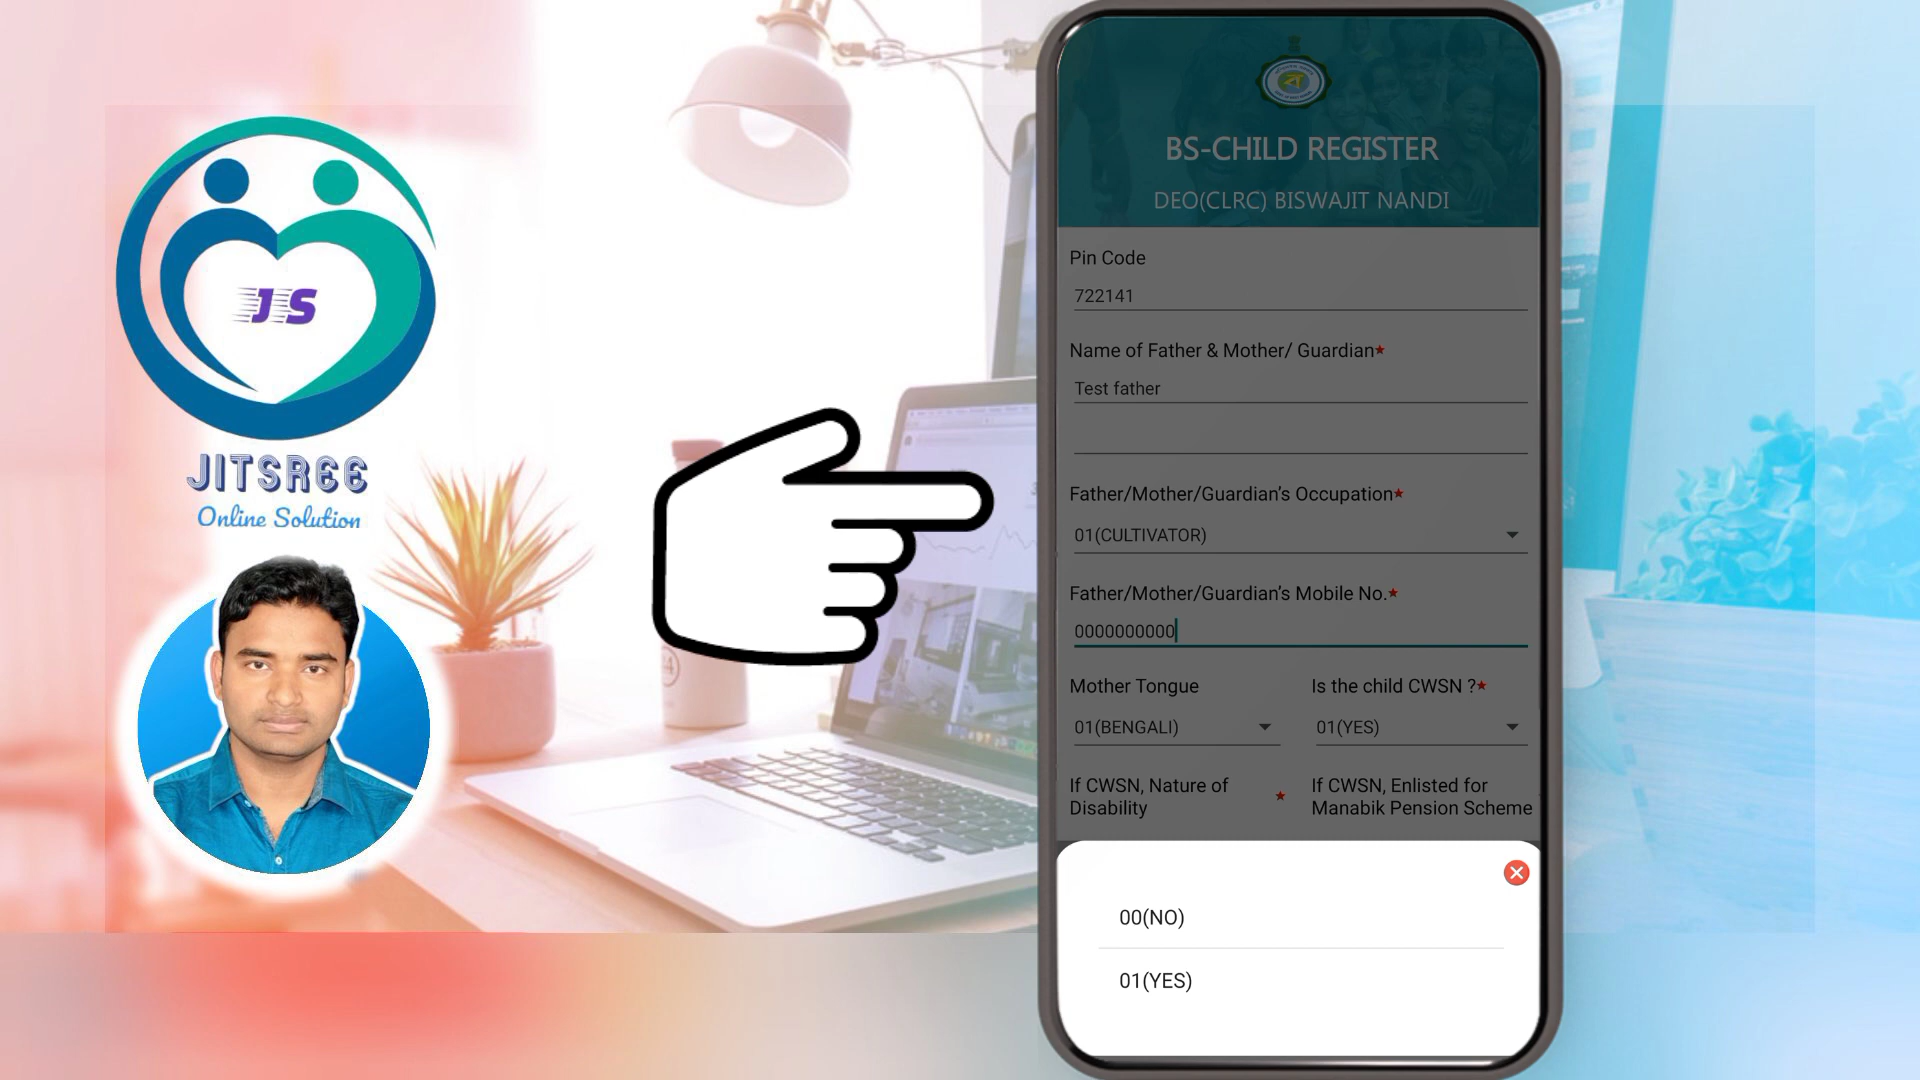 JS
JITSREE
Online Solution
BS-CHILD REGISTER
DEO(CLRC) BISWAJIT NANDI
Pin Code
722141
Name of Father & Mother/ Guardian★
Test father
Father/Mother/Guardian's Occupation★
01(CULTIVATOR)
Father/Mother/Guardian's Mobile No.★
0000000000
Mother Tongue
Is the child CWSN ?★
01(BENGALI)
01(YES)
If CWSN, Nature of
Disability ★
If CWSN, Enlisted for
Manabik Pension Scheme
00(NO)
01(YES)